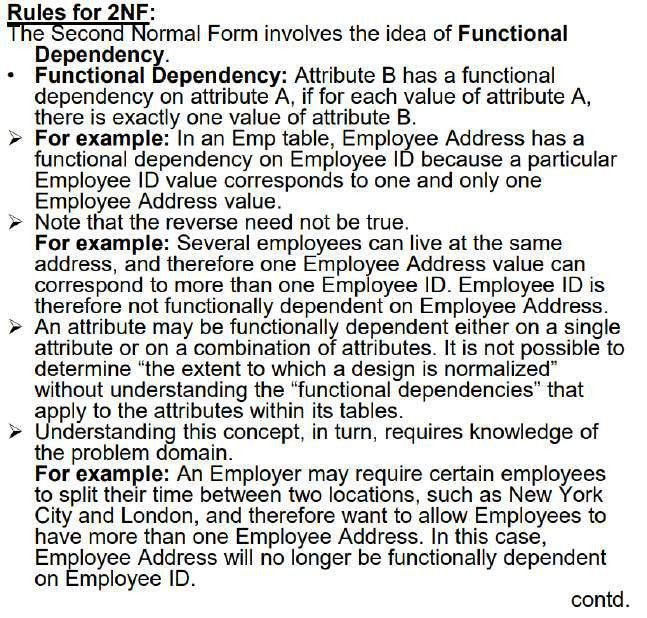 Rules for 2NF:
The Second Normal Form involves the idea of Functional
Dependency.
• Functional Dependency: Attribute B has a functional
dependency on attribute A, if for each value of attribute A,
there is exactly one value of attribute B.
➢ For example: In an Emp table, Employee Address has a
functional dependency on Employee ID because a particular
Employee ID value corresponds to one and only one
Employee Address value.
➢ Note that the reverse need not be true.
For example: Several employees can live at the same
address, and therefore one Employee Address value can
correspond to more than one Employee ID. Employee ID is
therefore not functionally dependent on Employee Address.
➢ An attribute may be functionally dependent either on a single
attribute or on a combination of attributes. It is not possible to
determine “the extent to which a design is normalized”
without understanding the “functional dependencies” that
apply to the attributes within its tables.
➢ Understanding this concept, in turn, requires knowledge of
the problem domain.
For example: An Employer may require certain employees
to split their time between two locations, such as New York
City and London, and therefore want to allow Employees to
have more than one Employee Address. In this case,
Employee Address will no longer be functionally dependent
on Employee ID.
contd.